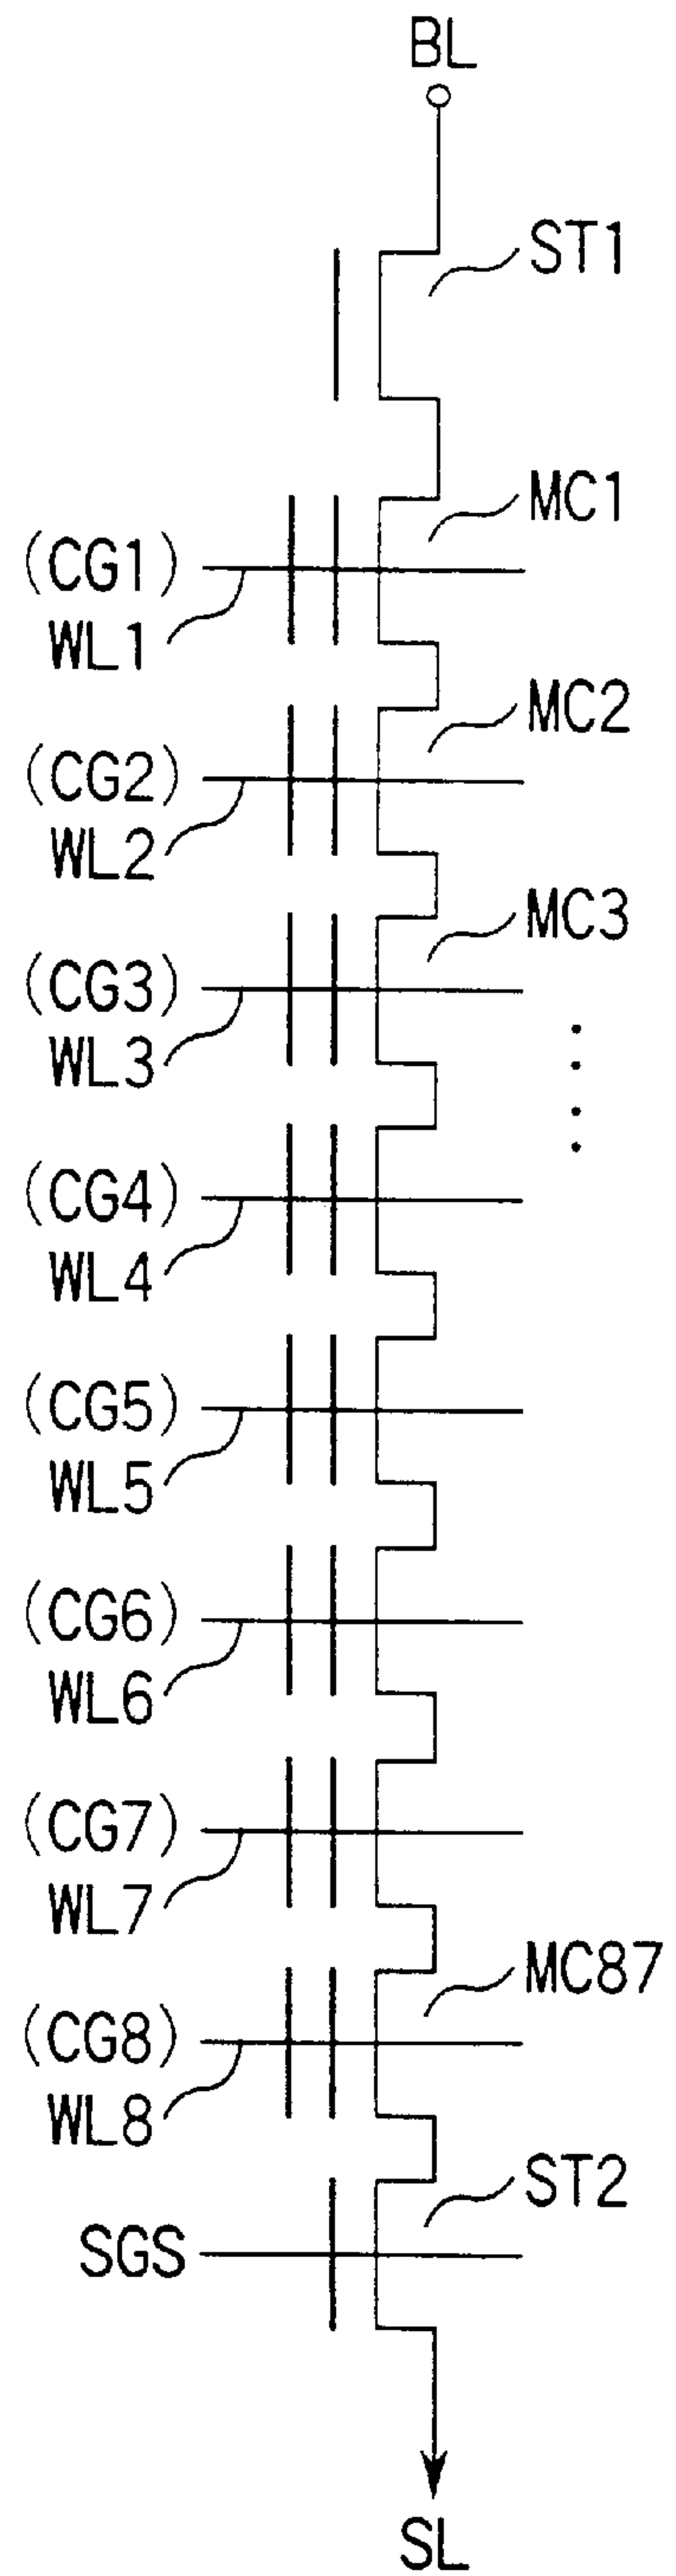 BL
ST1
MC1
(CG1)
WL1
MC2
(CG2)
WL2
MC3
(CG3)
WL3
(CG4)
WL4
(CG5)
WL5
(CG6)
WL6
(CG7)
WL7
MC87
(CG8)
WL8
ST2
SGS
SL